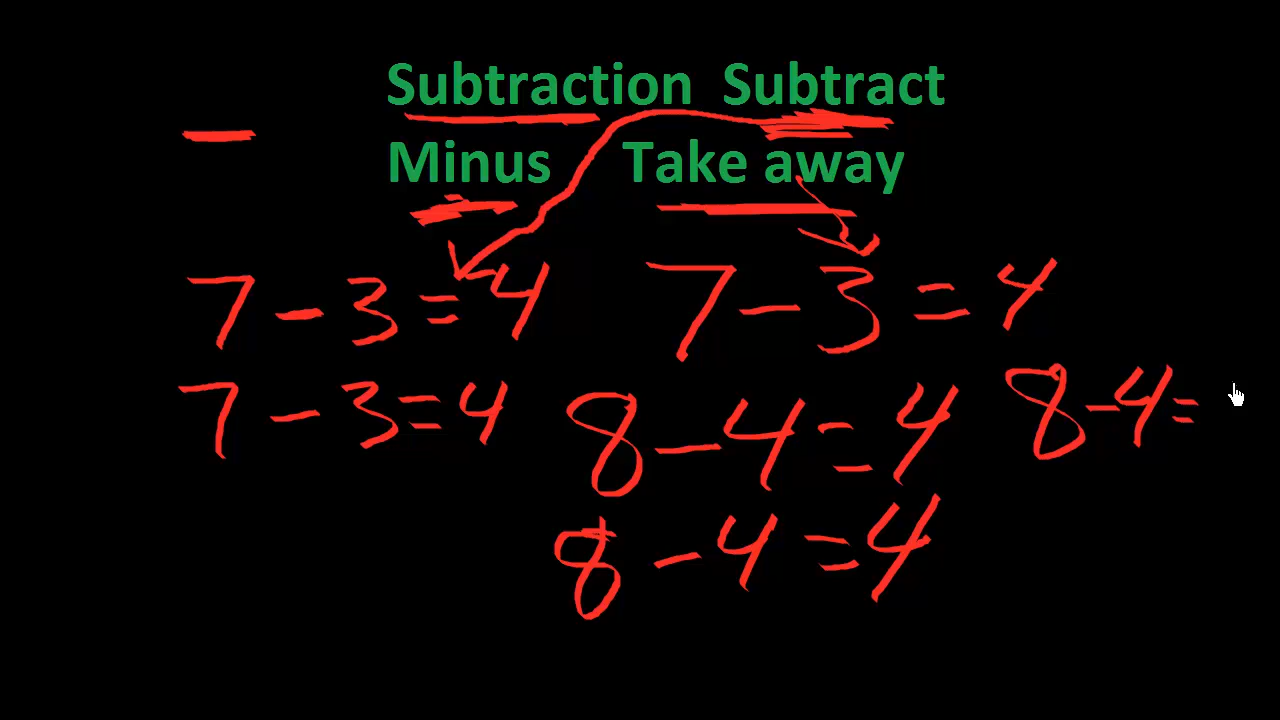 Subtraction Subtract
—
Minus Take away
7 - 3 = 4 7 - 3 = 4
7 - 3 = 4 8 - 4 = 4 8 - 4 =
8 - 4 = 4